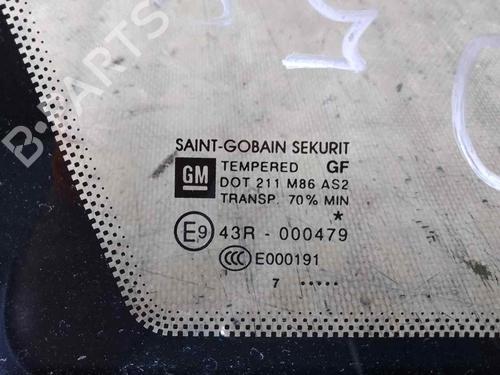 B-PARTS
SAINT-GOBAIN SEKURIT
GM TEMPERED GF
DOT 211 M86 AS2
TRANSP. 70% MIN
*
E9 43R - 000479
CCC E000191
7 .....